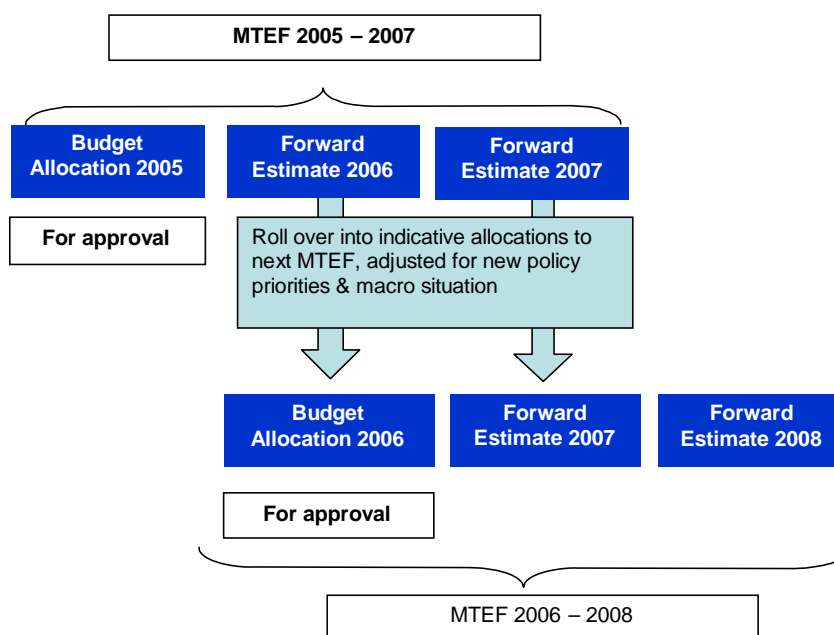 MTEF 2005 – 2007
Budget
Allocation 2005
Forward
Estimate 2006
Forward
Estimate 2007
For approval
Roll over into indicative allocations to
next MTEF, adjusted for new policy
priorities & macro situation
Budget
Allocation 2006
Forward
Estimate 2007
Forward
Estimate 2008
For approval
MTEF 2006 – 2008